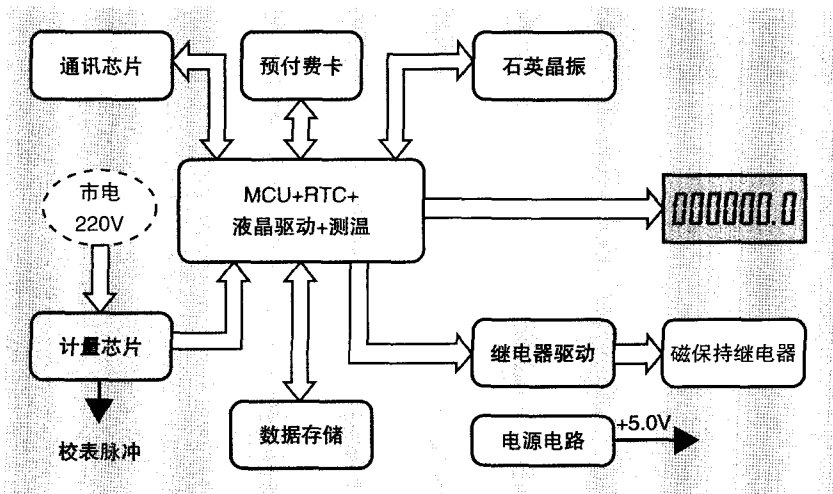 通讯芯片
预付费卡
石英晶振
市电
220V
MCU+RTC+
液晶驱动+测温
000000.0
计量芯片
继电器驱动
磁保持继电器
校表脉冲
数据存储
电源电路
+5.0V